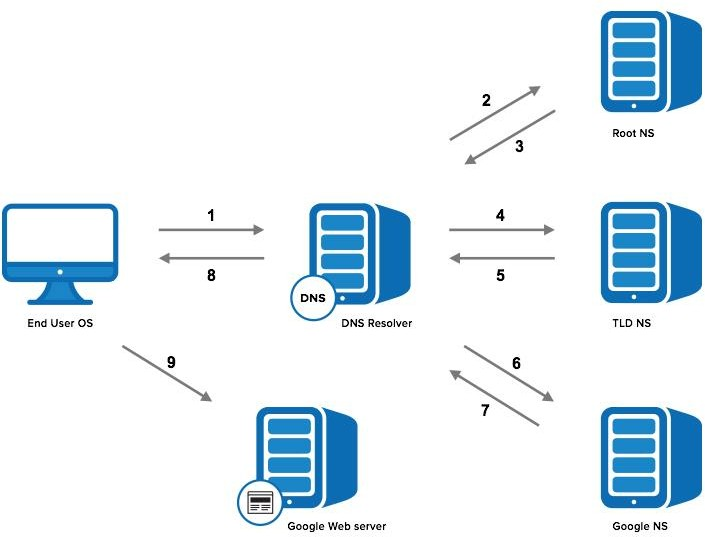 2
3
Root NS
1
8
DNS
DNS Resolver
End User OS
4
5
TLD NS
9
6
7
Google Web server
Google NS